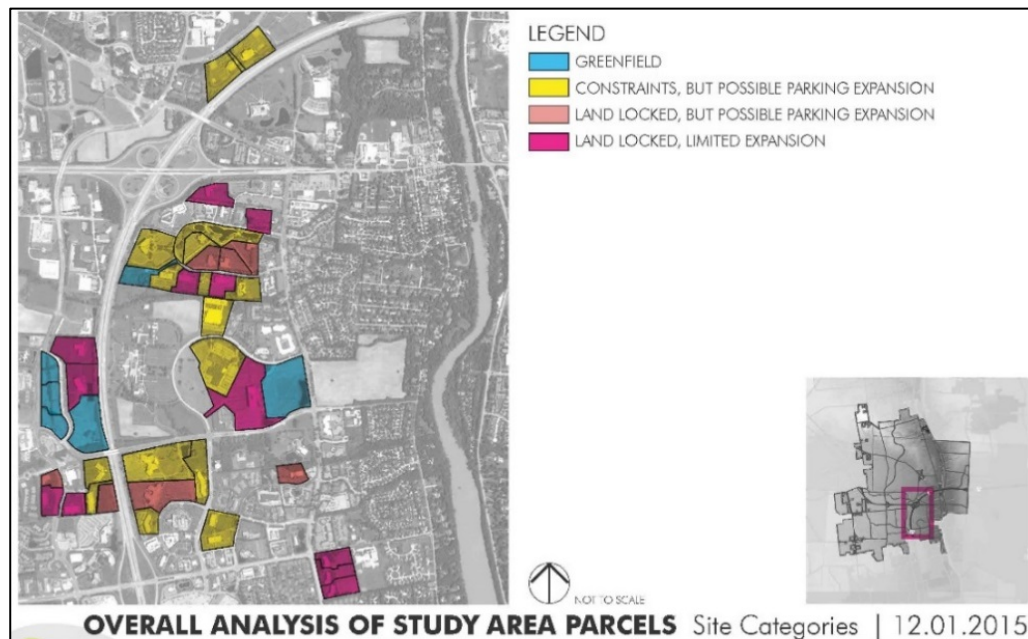 LEGEND
GREENFIELD
CONSTRAINTS, BUT POSSIBLE PARKING EXPANSION
LAND LOCKED, BUT POSSIBLE PARKING EXPANSION
LAND LOCKED, LIMITED EXPANSION
NOT TO SCALE
OVERALL ANALYSIS OF STUDY AREA PARCELS Site Categories | 12.01.2015